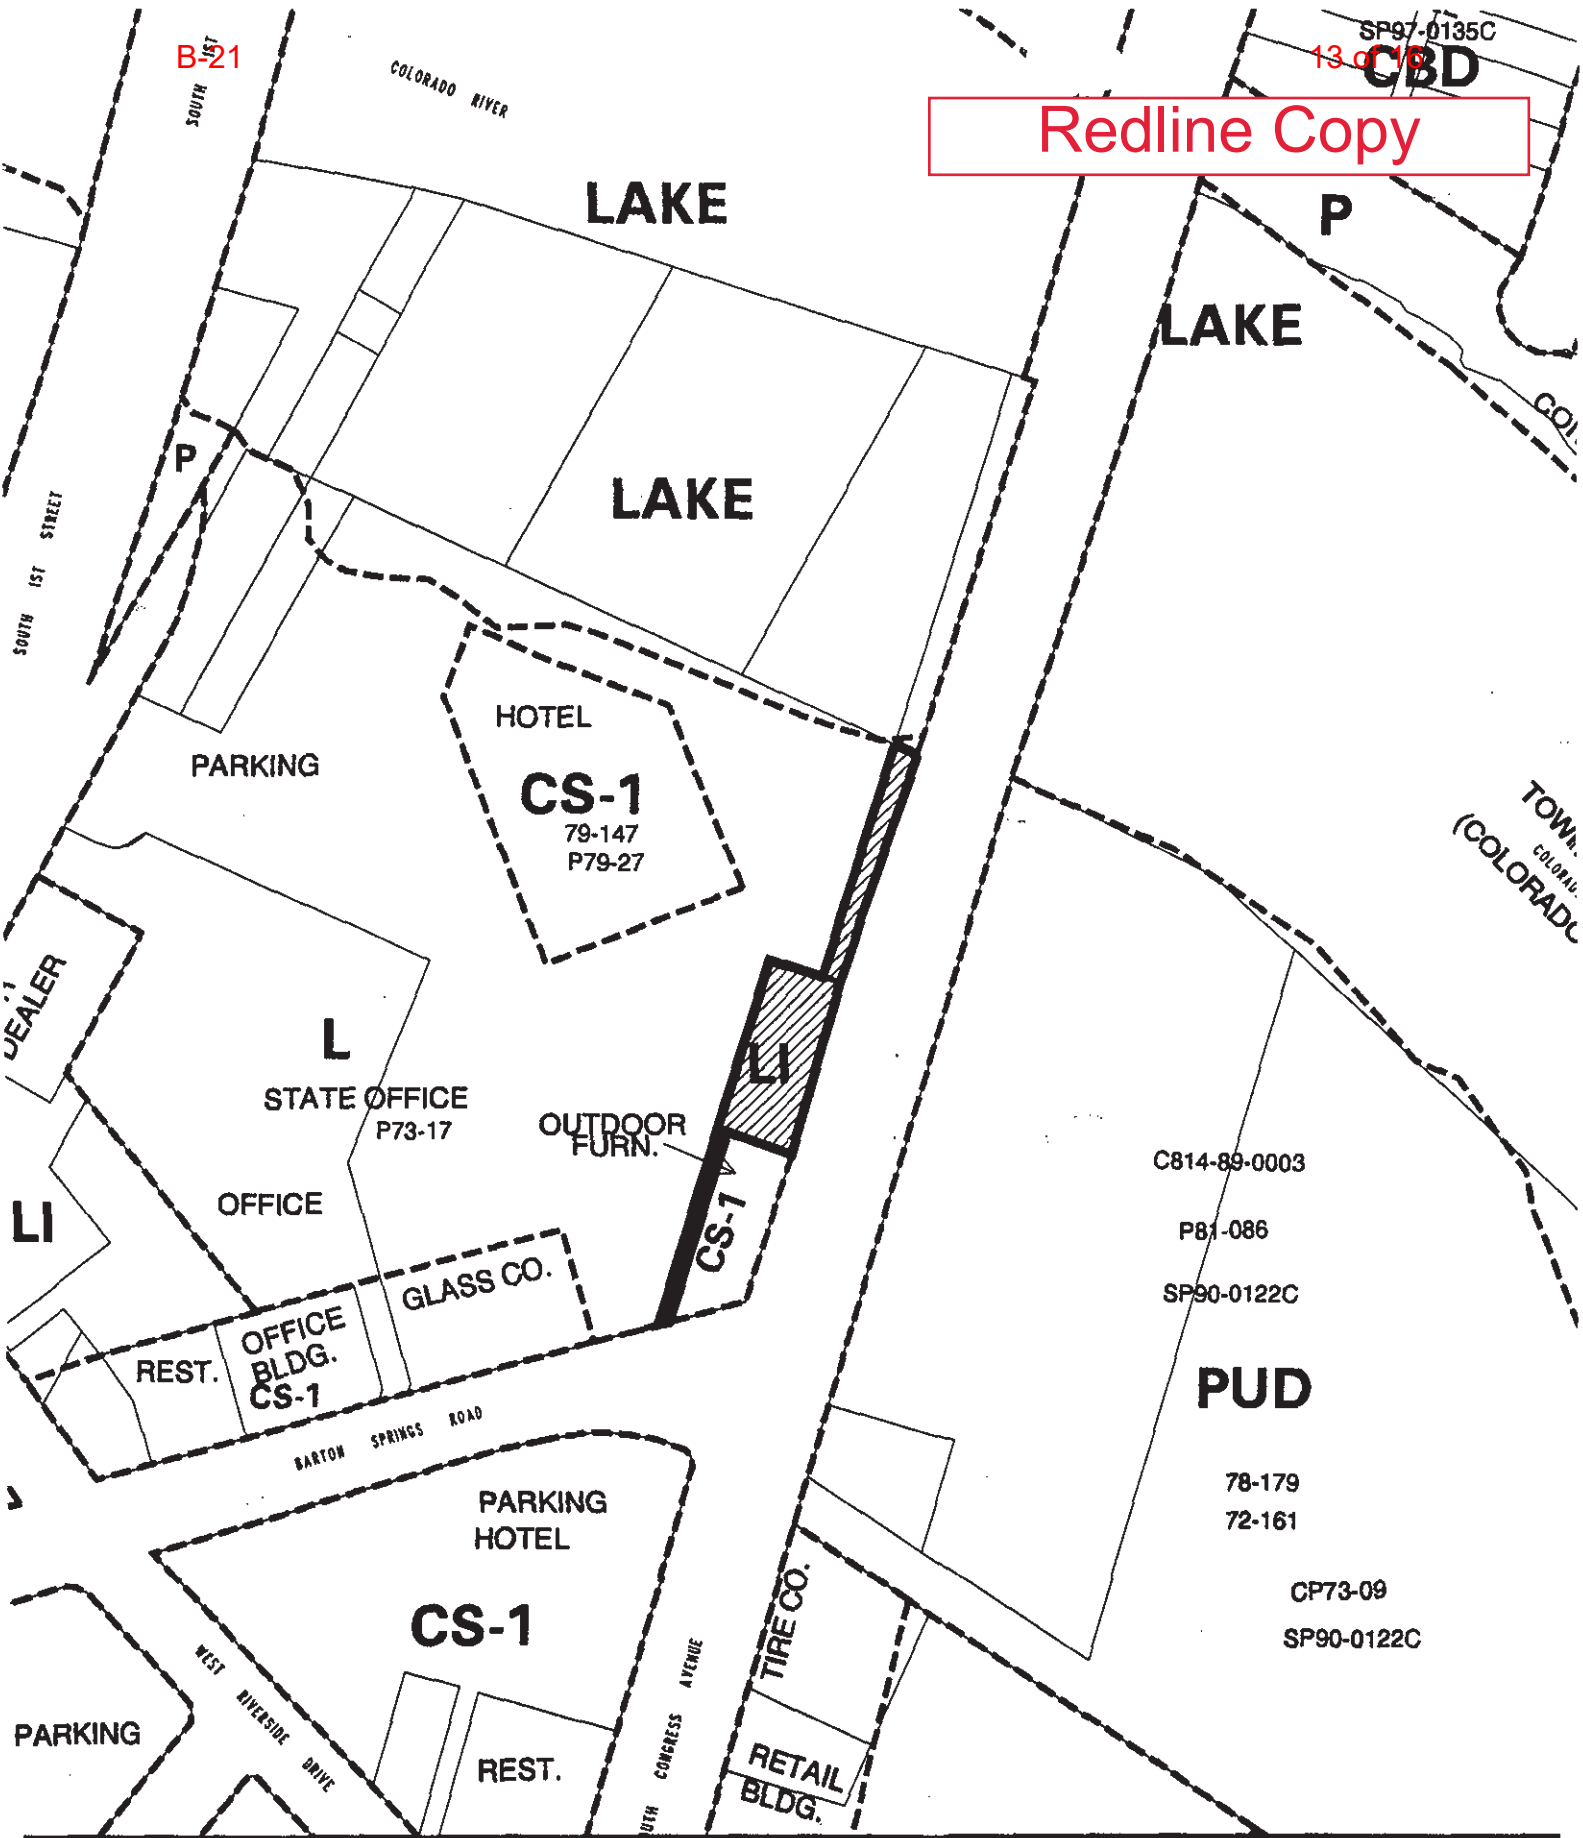 SP97-0135C
B-21
13 of 16
CBD
SOUTH 1ST
COLORADO RIVER
Redline Copy
LAKE
P
LAKE
P
LAKE
SOUTH 1ST STREET
HOTEL
PARKING
CS-1
79-147
P79-27
DEALER
L
LI
STATE OFFICE
P73-17
OUTDOOR
FURN.
C814-89-0003
OFFICE
LI
CS-1
P81-086
GLASS CO.
SP90-0122C
OFFICE
BLDG.
CS-1
REST.
PUD
BARTON SPRINGS ROAD
78-179
PARKING
HOTEL
72-161
TIRE CO.
CP73-09
CS-1
SP90-0122C
WEST RIVERSIDE DRIVE
PARKING
CONGRESS AVENUE
REST.
RETAIL
BLDG.